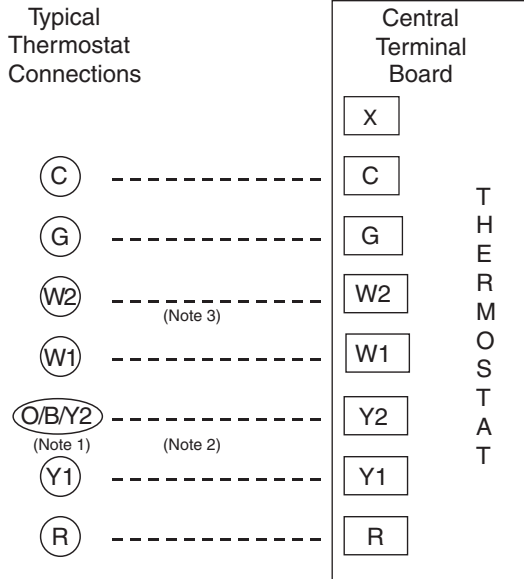 Typical
Thermostat
Connections
Central
Terminal
Board
X
C
C
G
G
W2
W2
(Note 3)
W1
W1
O/B/Y2
Y2
(Note 1)
(Note 2)
Y1
Y1
R
R
THERMOSTAT